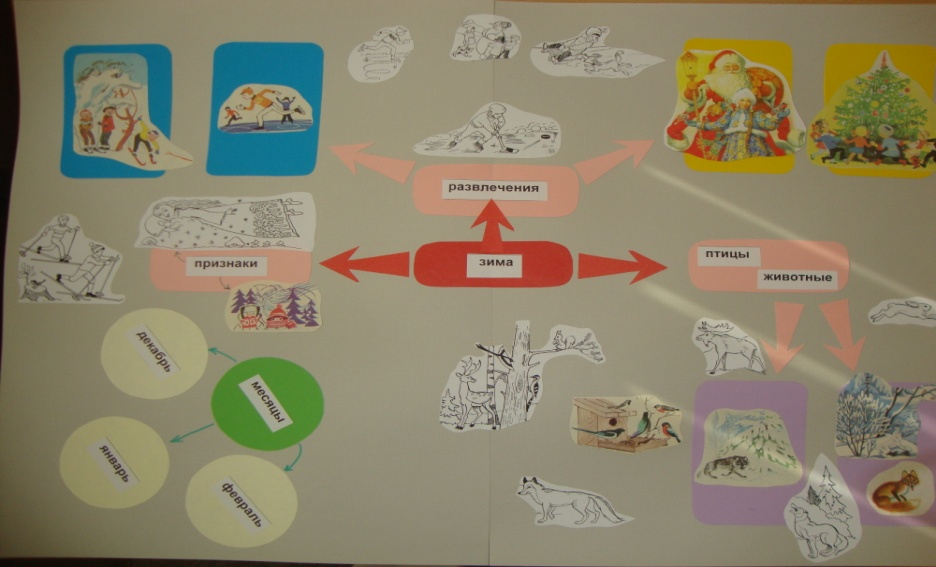 развлечения
признаки
зима
птицы
животные
декабрь
месяцы
январь
февраль